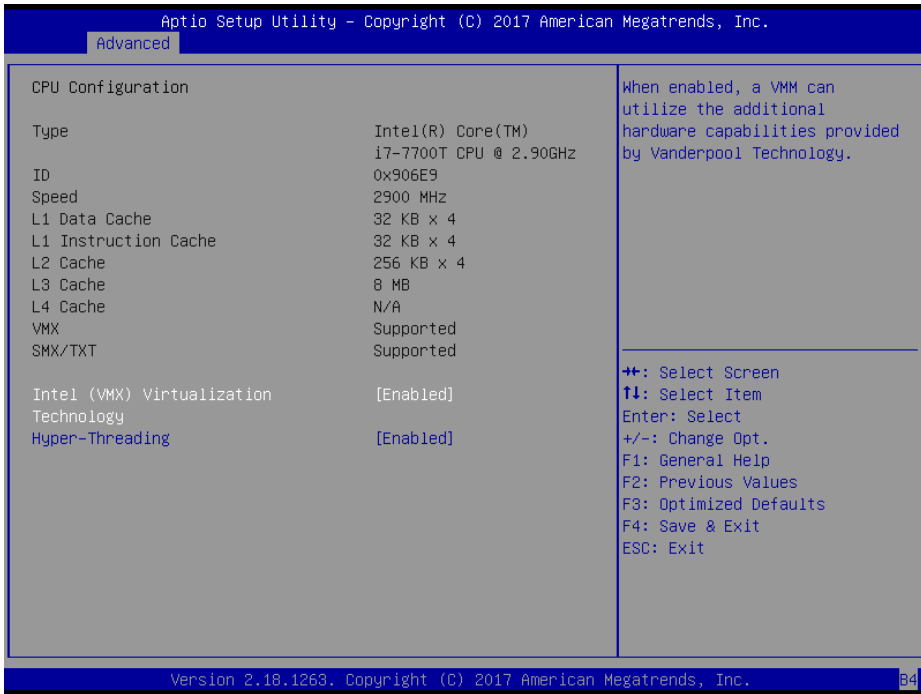 Aptio Setup Utility – Copyright (C) 2017 American Megatrends, Inc.
Advanced
CPU Configuration
Type Intel(R) Core(TM)
i7-7700T CPU @ 2.90GHz
ID 0x906E9
Speed 2900 MHz
L1 Data Cache 32 KB x 4
L1 Instruction Cache 32 KB x 4
L2 Cache 256 KB x 4
L3 Cache 8 MB
L4 Cache N/A
VMX Supported
SMX/TXT Supported
Intel (VMX) Virtualization [Enabled]
Technology
Hyper-Threading [Enabled]
When enabled, a VMM can
utilize the additional
hardware capabilities provided
by Vanderpool Technology.
→←: Select Screen
↑↓: Select Item
Enter: Select
+/-: Change Opt.
F1: General Help
F2: Previous Values
F3: Optimized Defaults
F4: Save & Exit
ESC: Exit
Version 2.18.1263. Copyright (C) 2017 American Megatrends, Inc.
B4